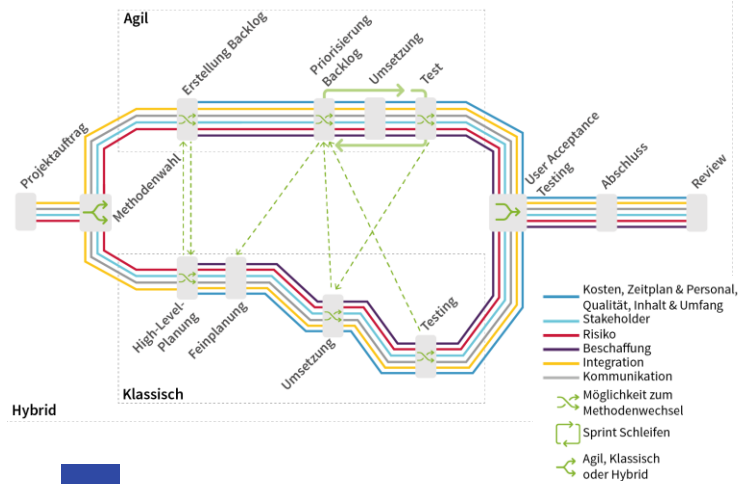 Agil
Erstellung Backlog
Priorisierung
Backlog
Umsetzung
Test
Projektauftrag
Methodenwahl
User Acceptance
Testing
Abschluss
Review
High-Level-
Planung
Feinplanung
Umsetzung
Testing
Klassisch
Hybrid
Kosten, Zeitplan & Personal,
Qualität, Inhalt & Umfang
Stakeholder
Risiko
Beschaffung
Integration
Kommunikation
Möglichkeit zum
Methodenwechsel
Sprint Schleifen
Agil, Klassisch
oder Hybrid